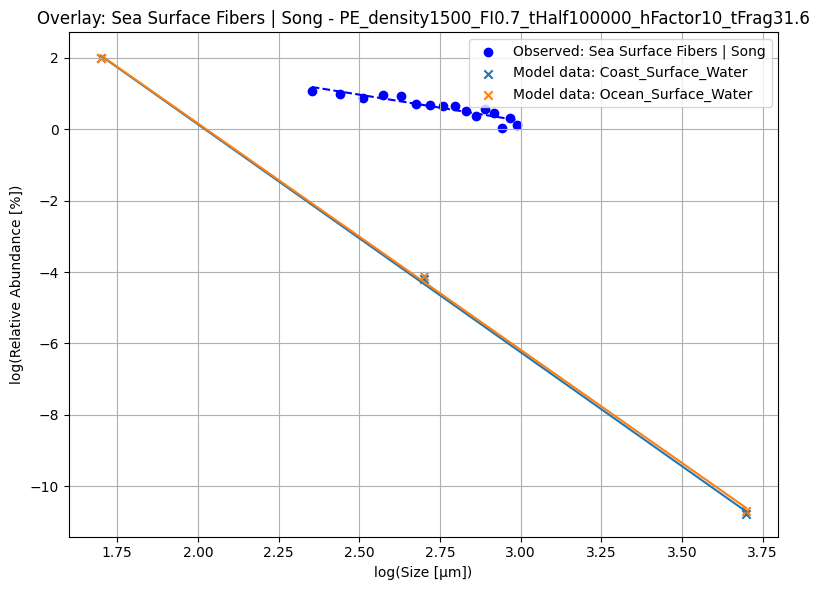 Overlay: Sea Surface Fibers | Song - PE_density1500_FI0.7_tHalf100000_hFactor10_tFrag31.6
Observed: Sea Surface Fibers | Song
Model data: Coast_Surface_Water
Model data: Ocean_Surface_Water
log(Relative Abundance [%])
2
0
−2
−4
−6
−8
−10
1.75
2.00
2.25
2.50
2.75
3.00
3.25
3.50
3.75
log(Size [µm])